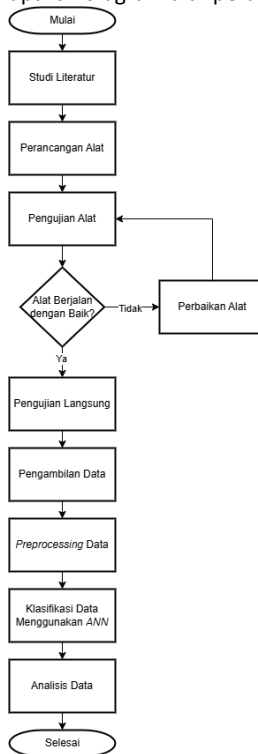 Mulai
Studi Literatur
Perancangan Alat
Pengujian Alat
Alat Berjalan
dengan Baik?
Tidak
Perbaikan Alat
Ya
Pengujian Langsung
Pengambilan Data
Preprocessing Data
Klasifikasi Data
Menggunakan ANN
Analisis Data
Selesai